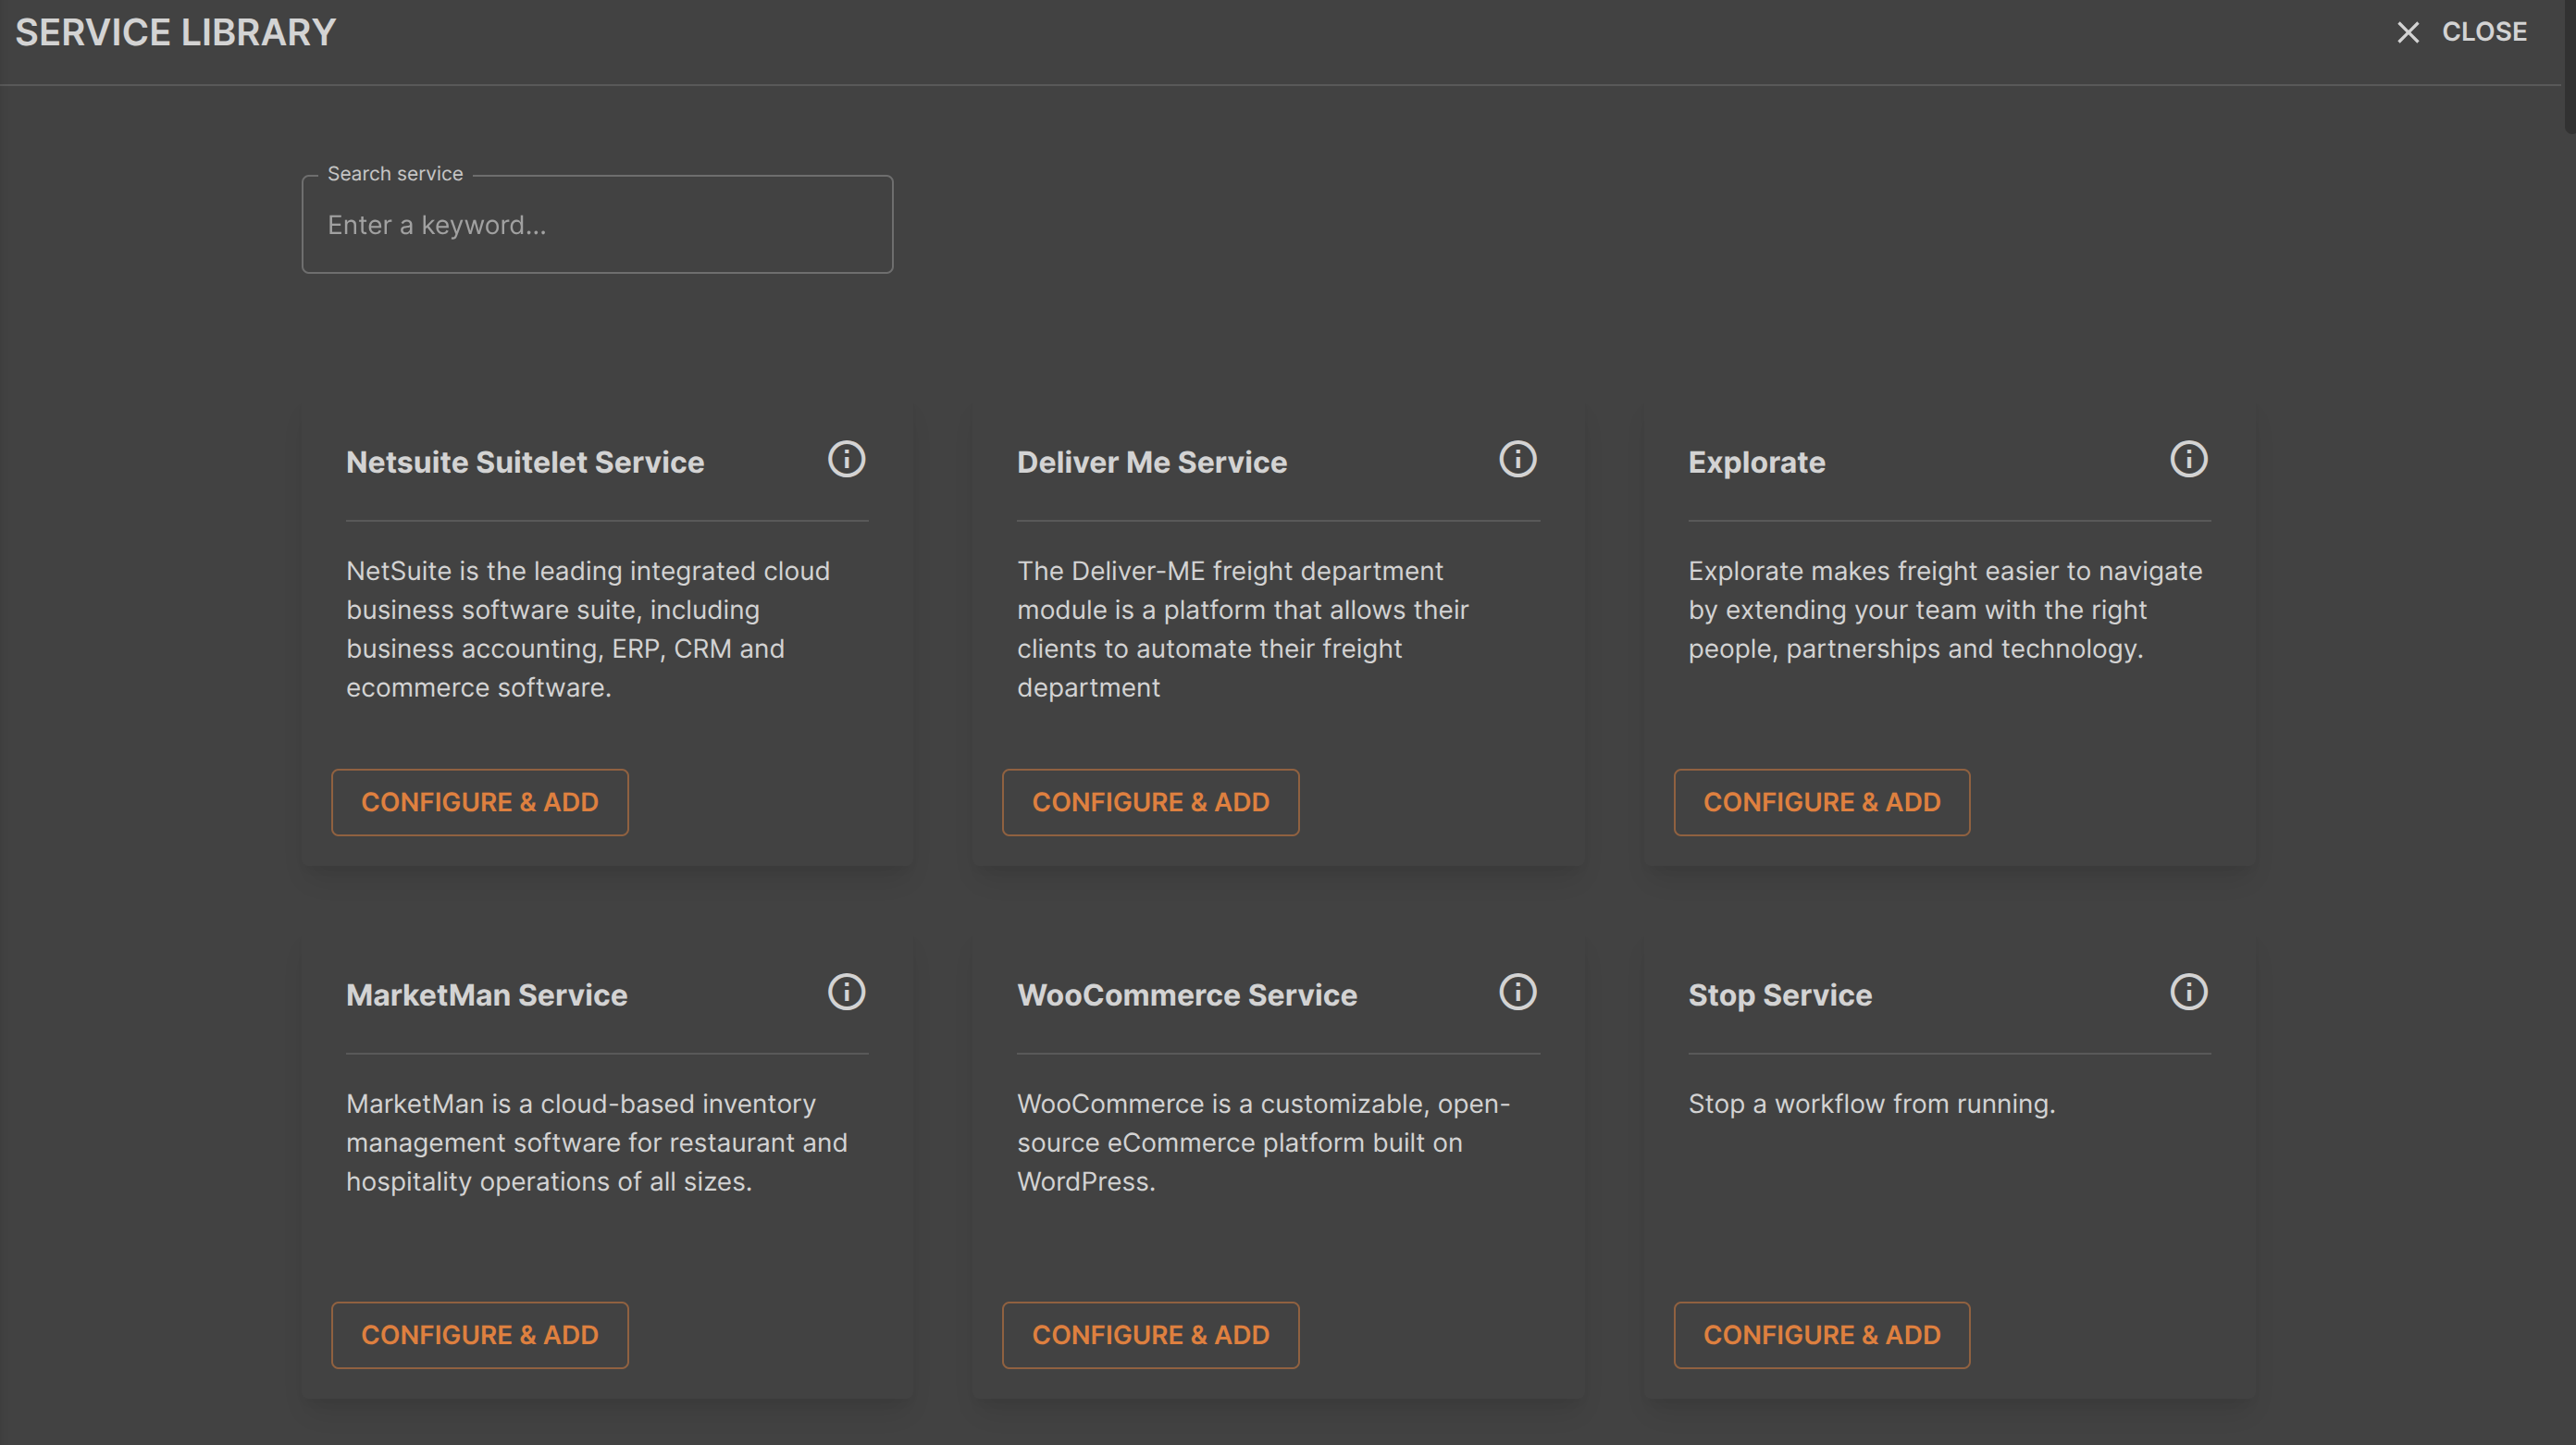 SERVICE LIBRARY
CLOSE
Search service
Enter a keyword...
Netsuite Suitelet Service
NetSuite is the leading integrated cloud
business software suite, including
business accounting, ERP, CRM and
ecommerce software.
CONFIGURE & ADD
Deliver Me Service
The Deliver-ME freight department
module is a platform that allows their
clients to automate their freight
department
CONFIGURE & ADD
Explorate
Explorate makes freight easier to navigate
by extending your team with the right
people, partnerships and technology.
CONFIGURE & ADD
MarketMan Service
MarketMan is a cloud-based inventory
management software for restaurant and
hospitality operations of all sizes.
CONFIGURE & ADD
WooCommerce Service
WooCommerce is a customizable, open-
source eCommerce platform built on
WordPress.
CONFIGURE & ADD
Stop Service
Stop a workflow from running.
CONFIGURE & ADD